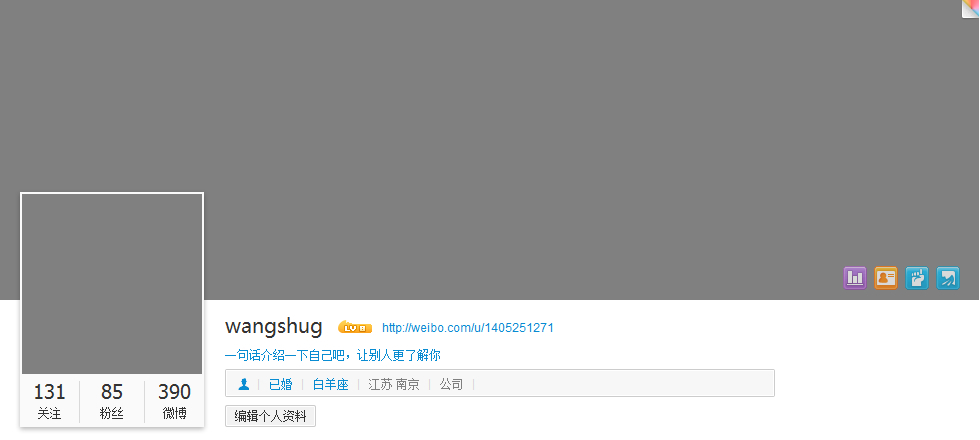 wangshug LV 8 http://weibo.com/u/1405251271
一句话介绍一下自己吧，让别人更了解你
已婚 白羊座 江苏 南京 公司
131 85 390
关注 粉丝 微博
编辑个人资料